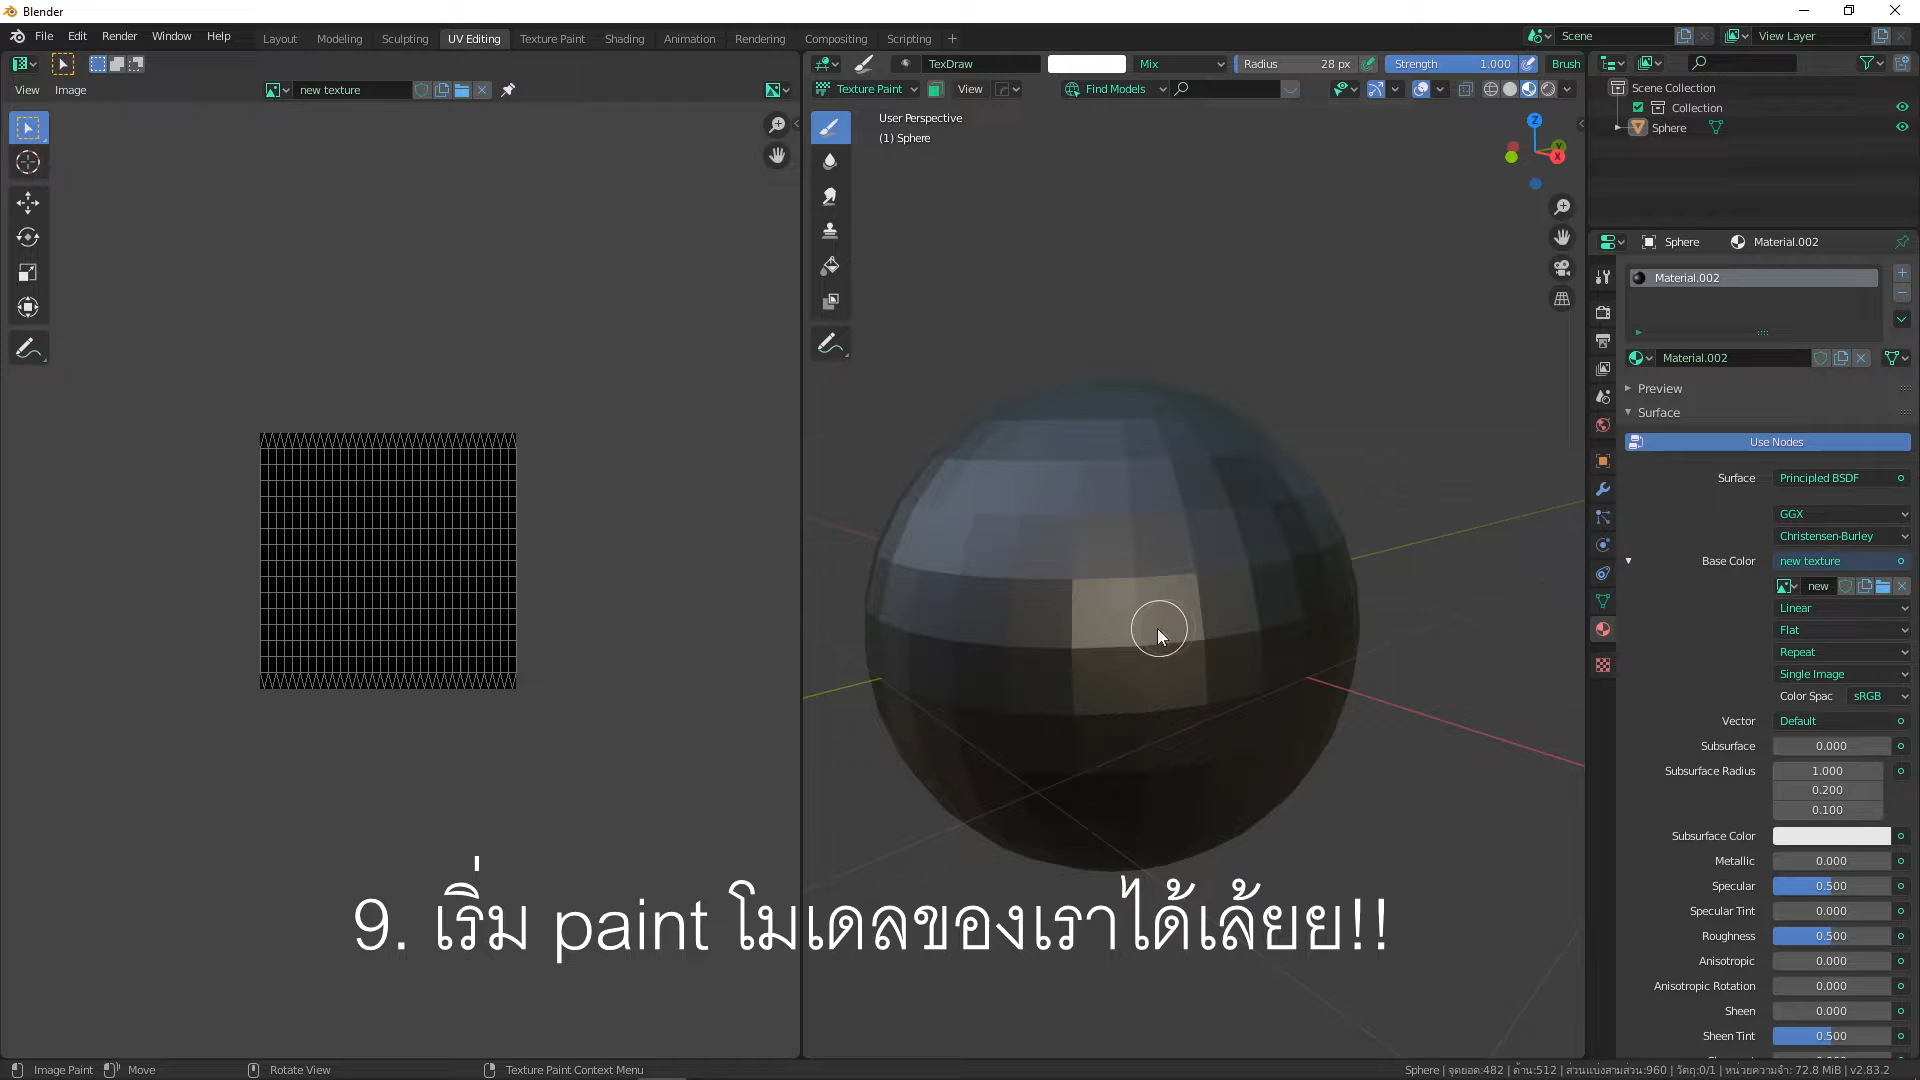 Blender
File Edit Render Window Help
Layout Modeling Sculpting UV Editing Texture Paint Shading Animation Rendering Compositing Scripting +
Scene View Layer
TexDraw Mix Radius 28 px Strength 1.000 Brush
View Image new texture
Texture Paint View Find Models
User Perspective
(1) Sphere
Z
Y
X
Scene Collection
Collection
Sphere
Sphere Material.002
Material.002
Material.002
Preview
Surface
Use Nodes
Surface Principled BSDF
GGX
Christensen-Burley
Base Color new texture
new
Linear
Flat
Repeat
Single Image
Color Spac sRGB
Vector Default
Subsurface 0.000
Subsurface Radius 1.000
0.200
0.100
Subsurface Color
Metallic 0.000
Specular 0.500
Specular Tint 0.000
Roughness 0.500
Anisotropic 0.000
Anisotropic Rotation 0.000
Sheen 0.000
Sheen Tint 0.500
9. เริ่ม paint โมเดลของเราได้เล้ยย!!
Image Paint Move Rotate View Texture Paint Context Menu
Sphere | จุดยอด:482 | ด้าน:512 | ส่วนแบ่งสามส่วน:960 | วัตถุ:0/1 | หน่วยความจำ: 72.8 MiB | v2.83.2